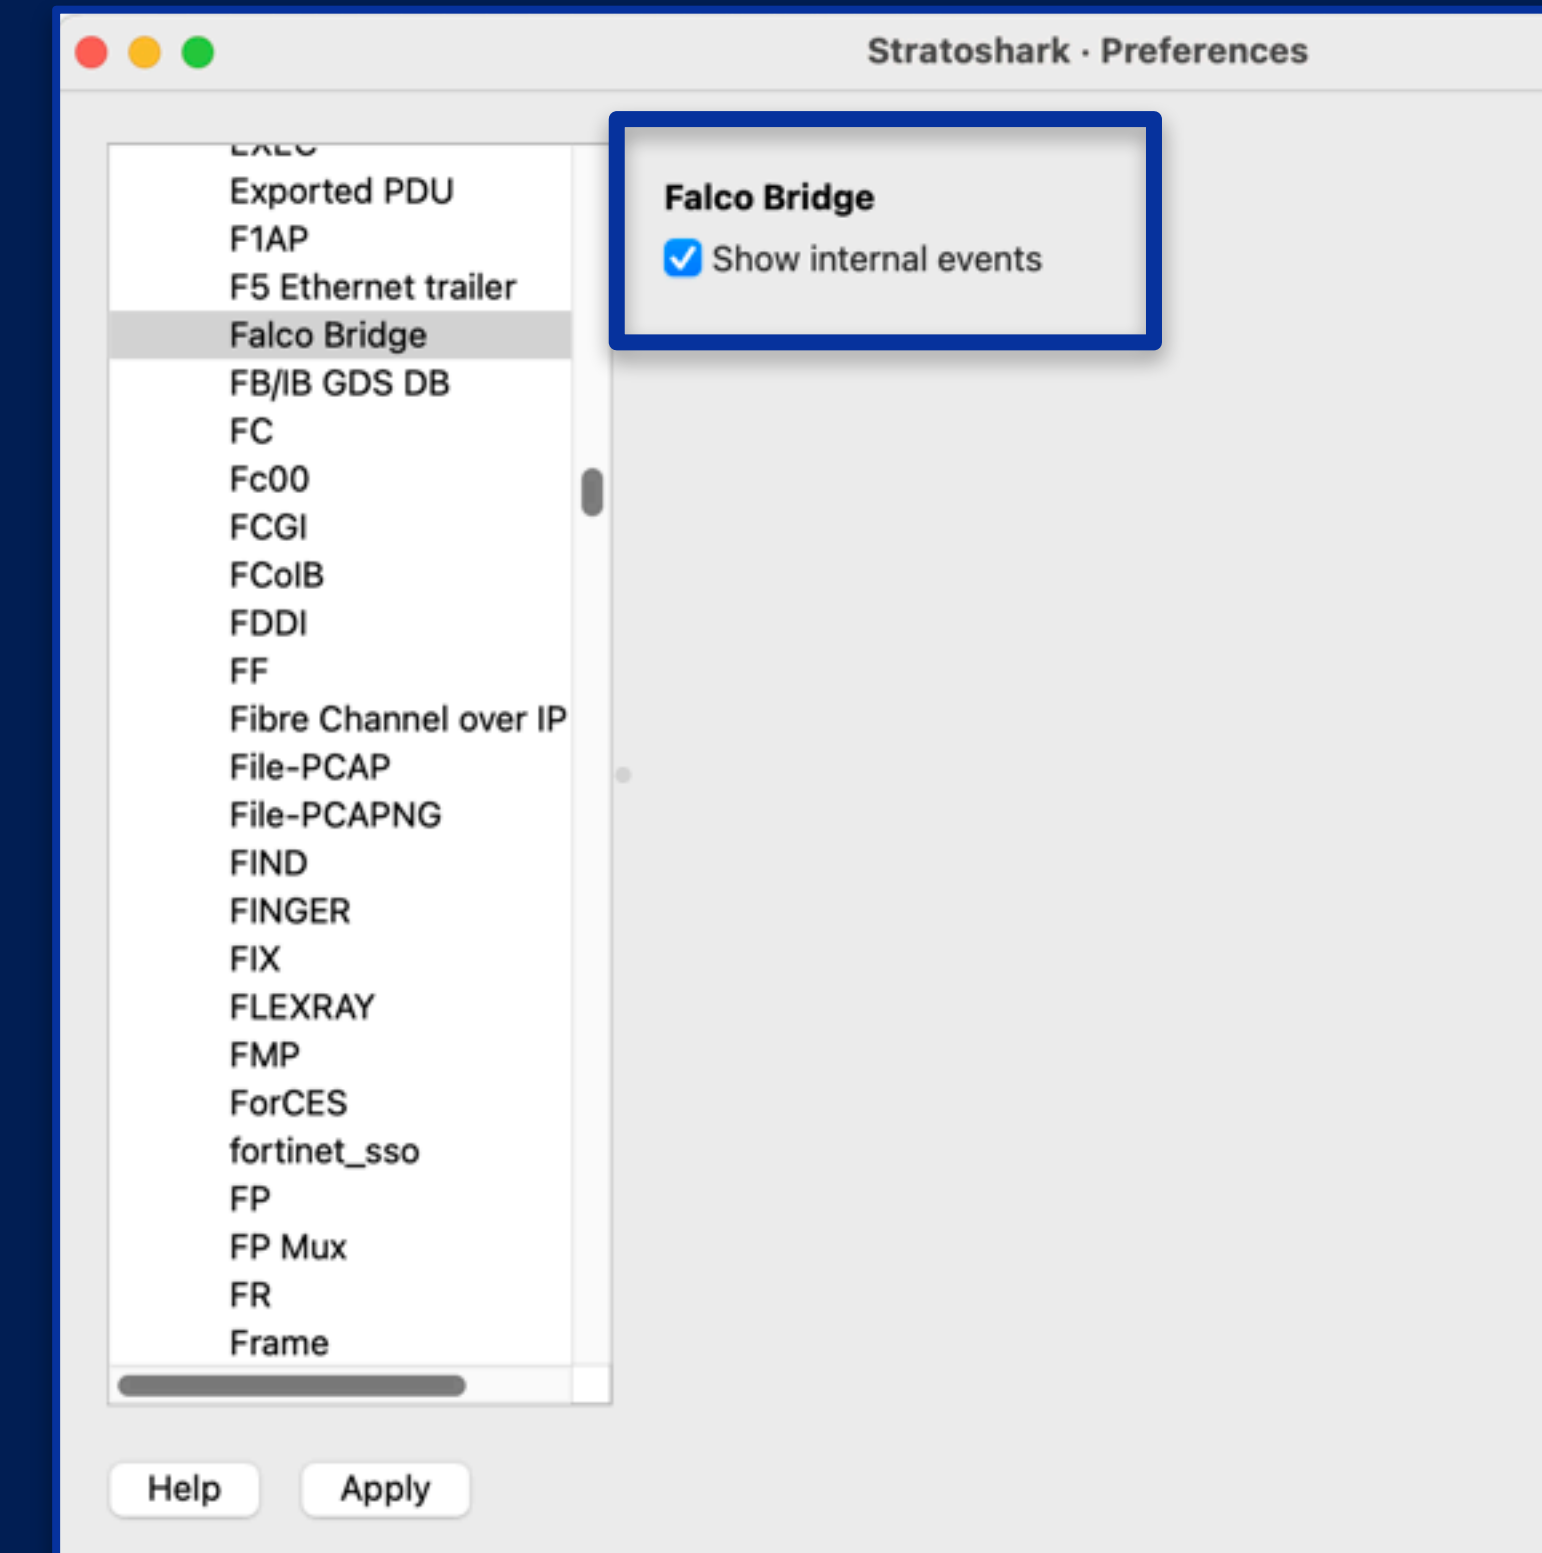 Stratoshark · Preferences
EXEC
Exported PDU
F1AP
F5 Ethernet trailer
Falco Bridge
FB/IB GDS DB
FC
Fc00
FCGI
FCoIB
FDDI
FF
Fibre Channel over IP
File-PCAP
File-PCAPNG
FIND
FINGER
FIX
FLEXRAY
FMP
ForCES
fortinet_sso
FP
FP Mux
FR
Frame
Falco Bridge
Show internal events
Help
Apply